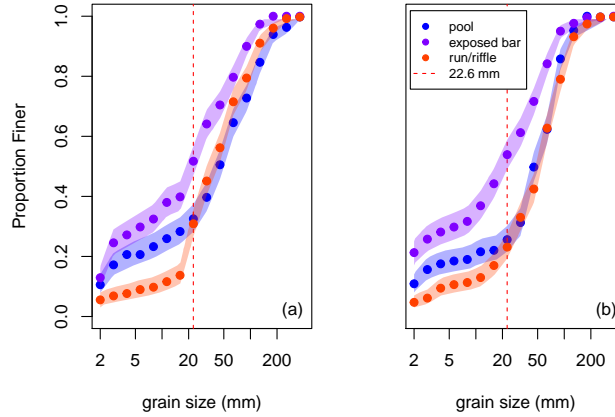 Proportion Finer
1.0
0.8
0.6
0.4
0.2
0.0
(a)
2 5 20 50 200
grain size (mm)
pool
exposed bar
run/riffle
22.6 mm
(b)
2 5 20 50 200
grain size (mm)